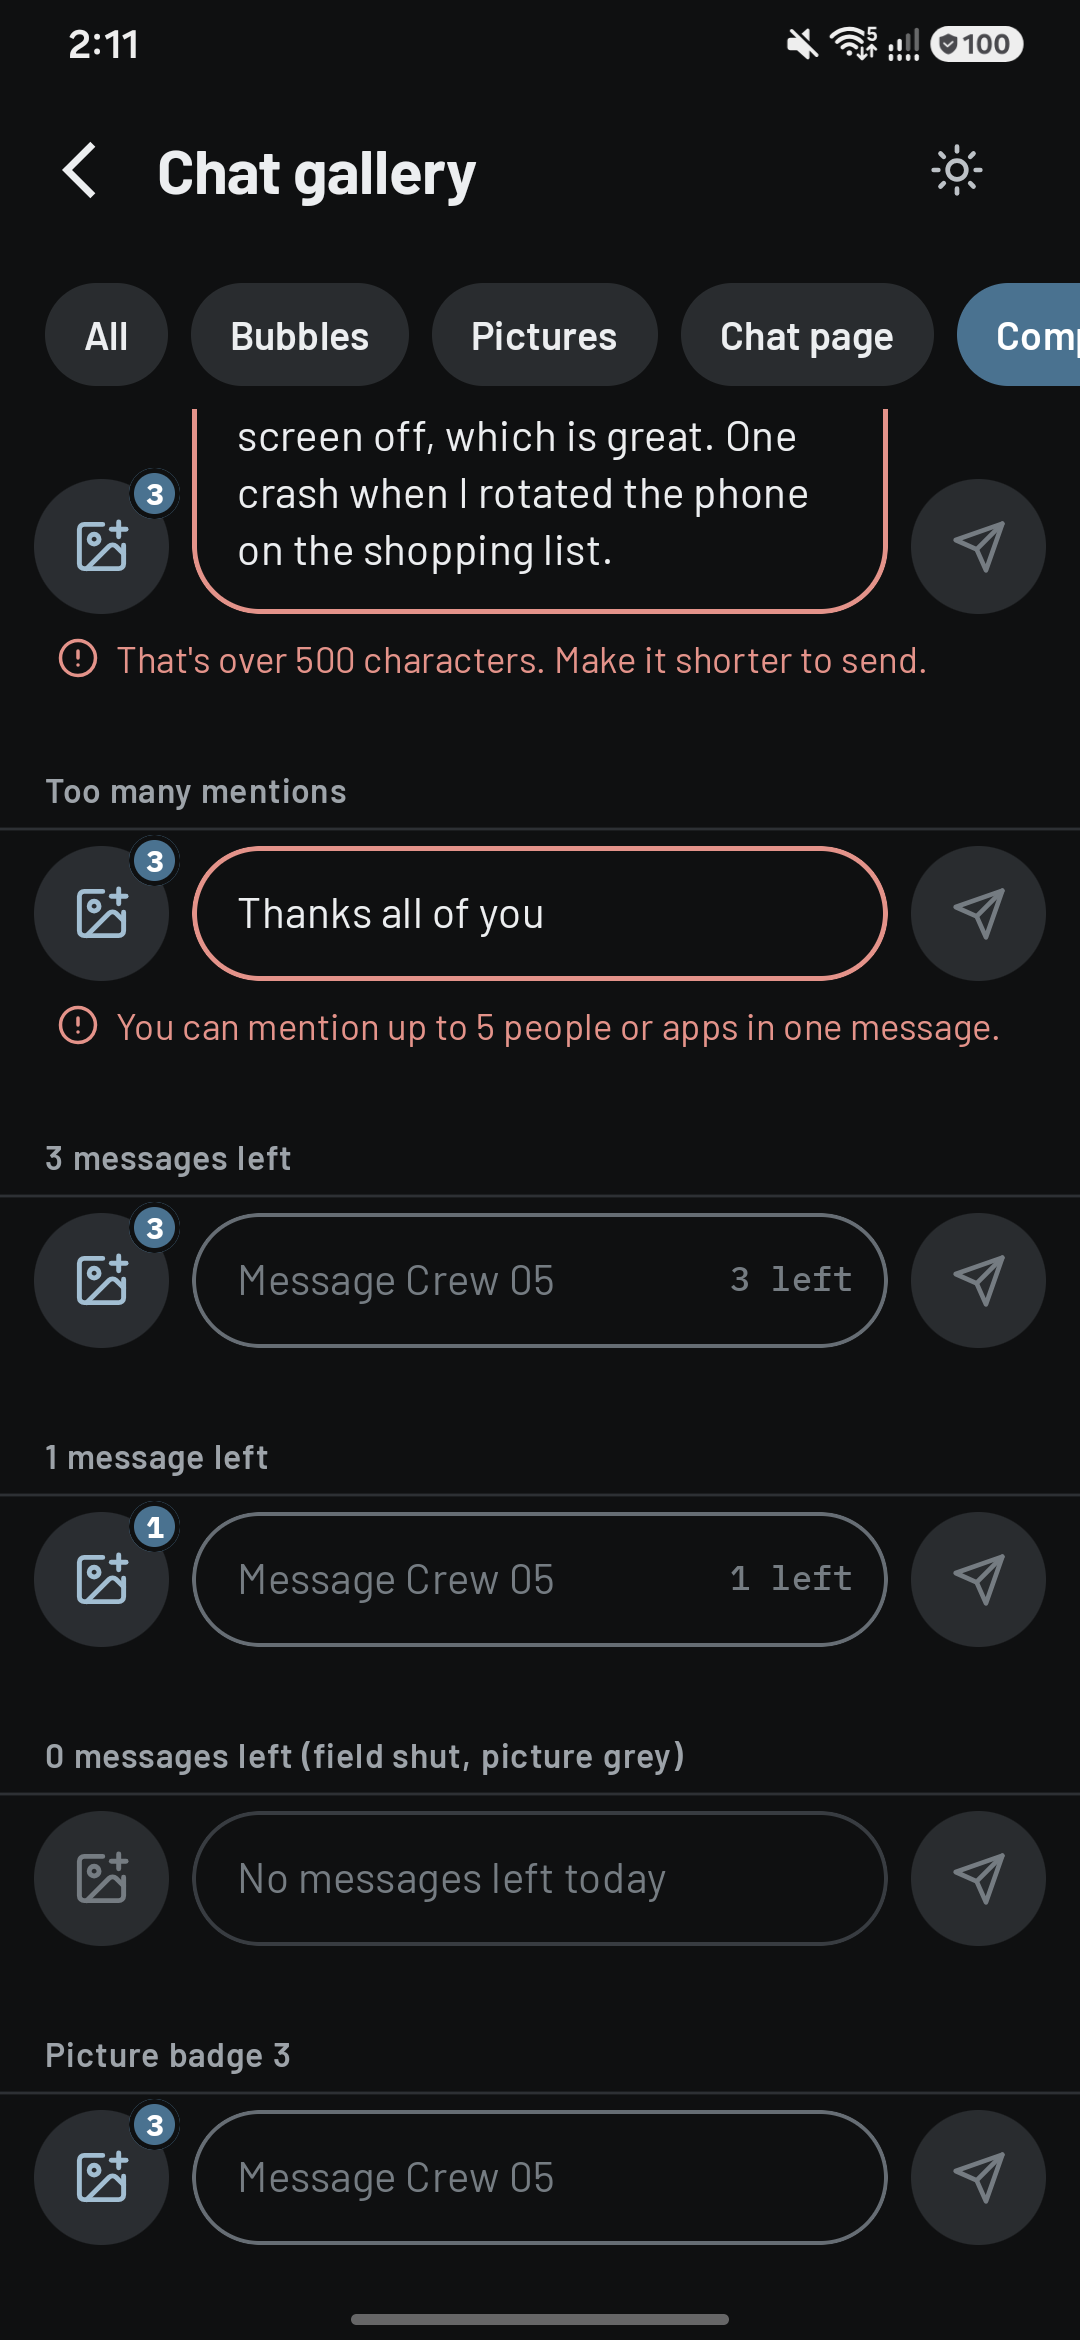 2:11
5
100
Chat gallery
All
Bubbles
Pictures
Chat page
screen off, which is great. One
crash when I rotated the phone
on the shopping list.
3
That's over 500 characters. Make it shorter to send.
Too many mentions
3
Thanks all of you
You can mention up to 5 people or apps in one message.
3 messages left
3
Message Crew 05
3 left
1 message left
1
Message Crew 05
1 left
0 messages left (field shut, picture grey)
No messages left today
Picture badge 3
3
Message Crew 05